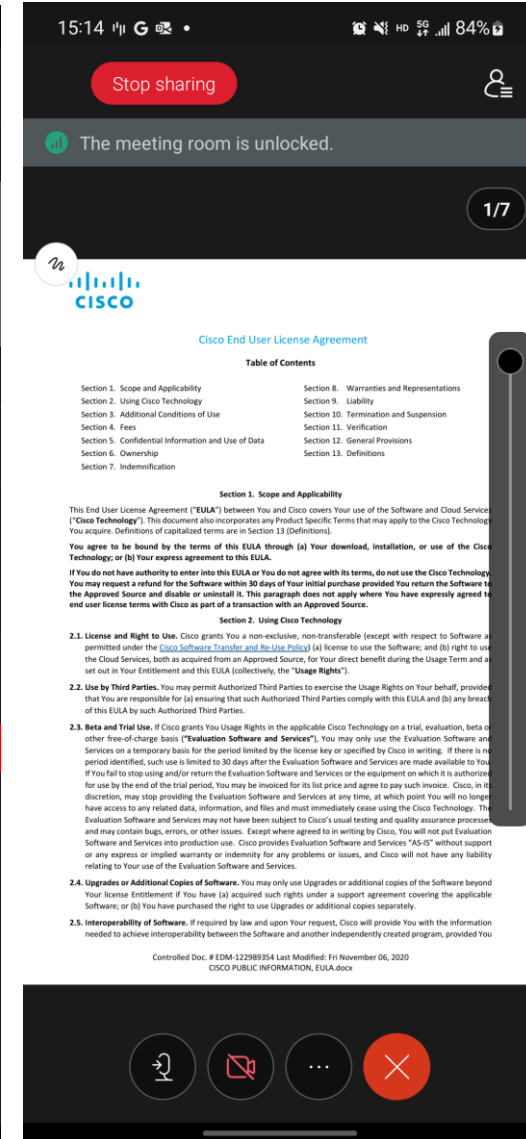 15:14 G
HD 5G 84%
Stop sharing
The meeting room is unlocked.
1/7
CISCO
Cisco End User License Agreement
Table of Contents
Section 1. Scope and Applicability
Section 2. Using Cisco Technology
Section 3. Additional Conditions of Use
Section 4. Fees
Section 5. Confidential Information and Use of Data
Section 6. Ownership
Section 7. Indemnification
Section 8. Warranties and Representations
Section 9. Liability
Section 10. Termination and Suspension
Section 11. Verification
Section 12. General Provisions
Section 13. Definitions
Section 1. Scope and Applicability
This End User License Agreement ("EULA") between You and Cisco covers Your use of the Software and Cloud Services
("Cisco Technology"). This document also incorporates any Product Specific Terms that may apply to the Cisco Technology
You acquire. Definitions of capitalized terms are in Section 13 (Definitions).
You agree to be bound by the terms of this EULA through (a) Your download, installation, or use of the Cisco
Technology; or (b) Your express agreement to this EULA.
If You do not have authority to enter into this EULA or You do not agree with its terms, do not use the Cisco Technology.
You may request a refund for the Software within 30 days of Your initial purchase provided You return the Software to
the Approved Source and disable or uninstall it. This paragraph does not apply where You have expressly agreed to
end user license terms with Cisco as part of a transaction with an Approved Source.
Section 2. Using Cisco Technology
2.1. License and Right to Use. Cisco grants You a non-exclusive, non-transferable (except with respect to Software as
permitted under the Cisco Software Transfer and Re-Use Policy) (a) license to use the Software; and (b) right to use
the Cloud Services, both as acquired from an Approved Source, for Your direct benefit during the Usage Term and as
set out in Your Entitlement and this EULA (collectively, the "Usage Rights").
2.2. Use by Third Parties. You may permit Authorized Third Parties to exercise the Usage Rights on Your behalf, provided
that You are responsible for (a) ensuring that such Authorized Third Parties comply with this EULA and (b) any breach
of this EULA by such Authorized Third Parties.
2.3. Beta and Trial Use. If Cisco grants You Usage Rights in the applicable Cisco Technology on a trial, evaluation, beta or
other free-of-charge basis ("Evaluation Software and Services"), You may only use the Evaluation Software and
Services on a temporary basis for the period limited by the license key or specified by Cisco in writing. If there is no
period identified, such use is limited to 30 days after the Evaluation Software and Services are made available to You.
If You fail to stop using and/or return the Evaluation Software and Services or the equipment on which it is authorized
for use by the end of the trial period, You may be invoiced for its list price and agree to pay such invoice. Cisco, in its
discretion, may stop providing the Evaluation Software and Services at any time, at which point You will no longer
have access to any related data, information, and files and must immediately cease using the Cisco Technology. The
Evaluation Software and Services may not have been subject to Cisco's usual testing and quality assurance processes
and may contain bugs, errors, or other issues. Except where agreed to in writing by Cisco, You will not put Evaluation
Software and Services into production use. Cisco provides Evaluation Software and Services "AS-IS" without support
or any express or implied warranty or indemnity for any problems or issues, and Cisco will not have any liability
relating to Your use of the Evaluation Software and Services.
2.4. Upgrades or Additional Copies of Software. You may only use Upgrades or additional copies of the Software beyond
Your license Entitlement if You have (a) acquired such rights under a support agreement covering the applicable
Software; or (b) You have purchased the right to use Upgrades or additional copies separately.
2.5. Interoperability of Software. If required by law and upon Your request, Cisco will provide You with the information
needed to achieve interoperability between the Software and another independently created program, provided You
Controlled Doc. # EDM-122989354 Last Modified: Fri November 06, 2020
CISCO PUBLIC INFORMATION, EULA.docx